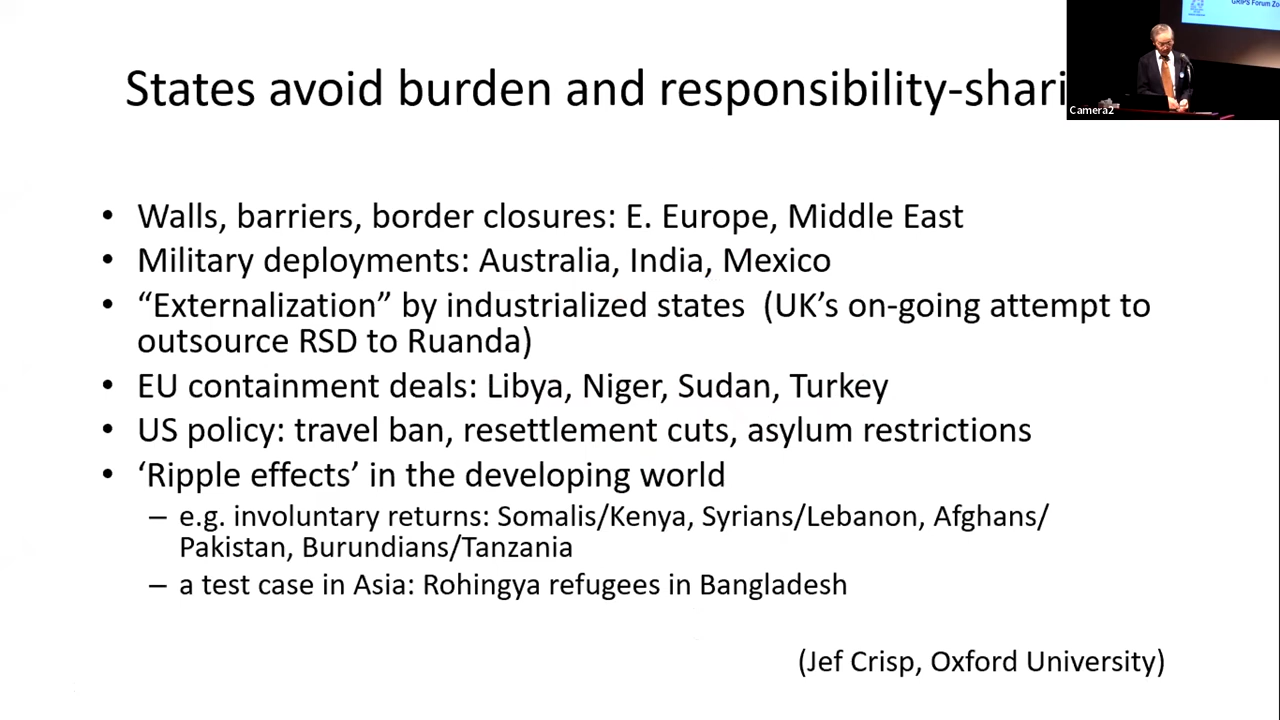 GRIPS Forum Zo
States avoid burden and responsibility-shari
Camera2
• Walls, barriers, border closures: E. Europe, Middle East
• Military deployments: Australia, India, Mexico
• “Externalization” by industrialized states (UK’s on-going attempt to
outsource RSD to Ruanda)
• EU containment deals: Libya, Niger, Sudan, Turkey
• US policy: travel ban, resettlement cuts, asylum restrictions
• ‘Ripple effects’ in the developing world
– e.g. involuntary returns: Somalis/Kenya, Syrians/Lebanon, Afghans/
Pakistan, Burundians/Tanzania
– a test case in Asia: Rohingya refugees in Bangladesh
(Jef Crisp, Oxford University)